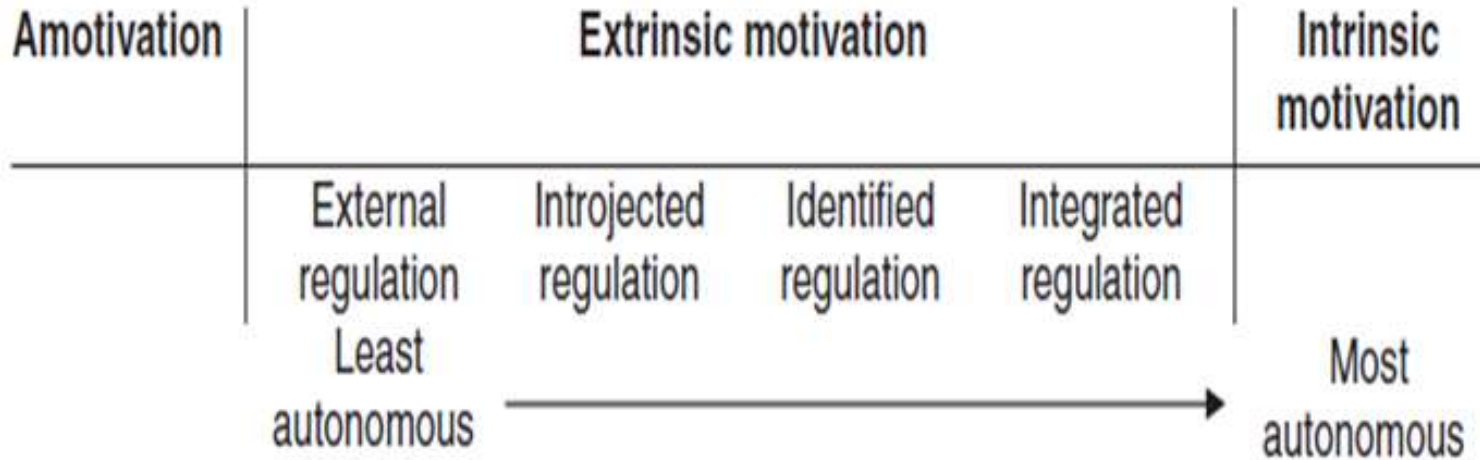 Amotivation Extrinsic motivation Intrinsic
motivation
External Introjected Identified Integrated
regulation regulation regulation regulation
Least
autonomous
Most
autonomous